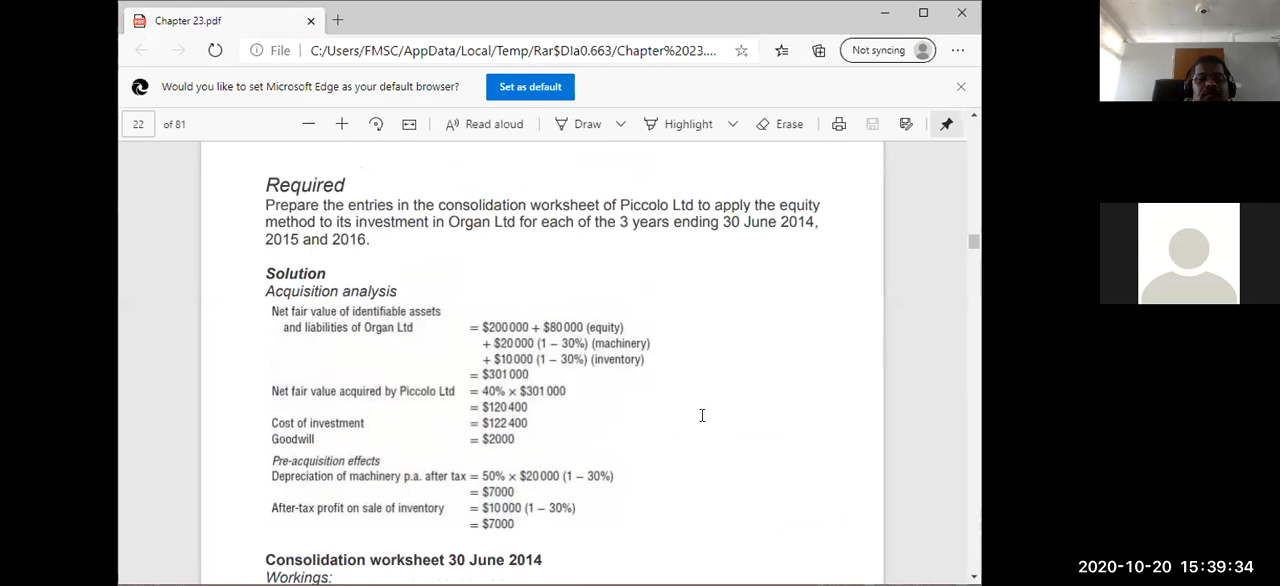 Chapter 23.pdf
File
C:/Users/FMSC/AppData/Local/Temp/Rar$DIa0.663/Chapter%2023....
Not syncing
Would you like to set Microsoft Edge as your default browser?
Set as default
22 of 81
Read aloud
Draw
Highlight
Erase
Required
Prepare the entries in the consolidation worksheet of Piccolo Ltd to apply the equity
method to its investment in Organ Ltd for each of the 3 years ending 30 June 2014,
2015 and 2016.
Solution
Acquisition analysis
Net fair value of identifiable assets
and liabilities of Organ Ltd = $200 000 + $80 000 (equity)
+ $20 000 (1 – 30%) (machinery)
+ $10 000 (1 – 30%) (inventory)
= $301 000
Net fair value acquired by Piccolo Ltd = 40% × $301 000
= $120 400
Cost of investment = $122 400
Goodwill = $2000
Pre-acquisition effects
Depreciation of machinery p.a. after tax = 50% × $20 000 (1 – 30%)
= $7000
After-tax profit on sale of inventory = $10 000 (1 – 30%)
= $7000
Consolidation worksheet 30 June 2014
Workings:
2020-10-20 15:39:34